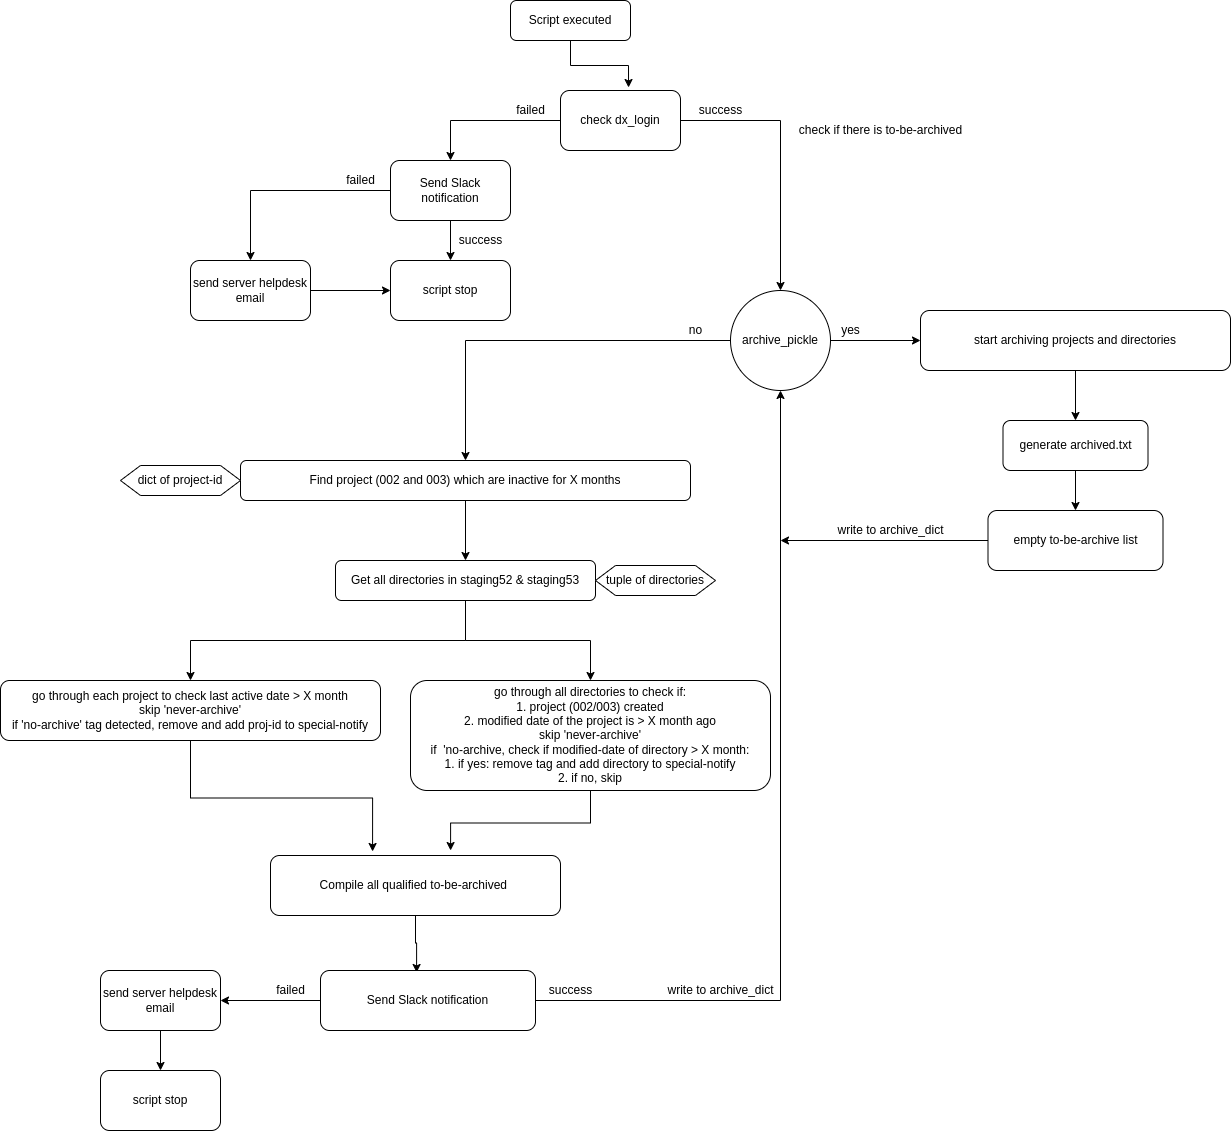 Script executed
check dx_login
failed
success
check if there is to-be-archived
Send Slack
notification
failed
success
send server helpdesk
email
script stop
archive_pickle
no
yes
start archiving projects and directories
generate archived.txt
empty to-be-archive list
write to archive_dict
dict of project-id
Find project (002 and 003) which are inactive for X months
Get all directories in staging52 & staging53
tuple of directories
go through each project to check last active date > X month
skip 'never-archive'
if 'no-archive' tag detected, remove and add proj-id to special-notify
go through all directories to check if:
1. project (002/003) created
2. modified date of the project is > X month ago
skip 'never-archive'
if  'no-archive, check if modified-date of directory > X month:
1. if yes: remove tag and add directory to special-notify
2. if no, skip
Compile all qualified to-be-archived
Send Slack notification
failed
success
write to archive_dict
send server helpdesk
email
script stop